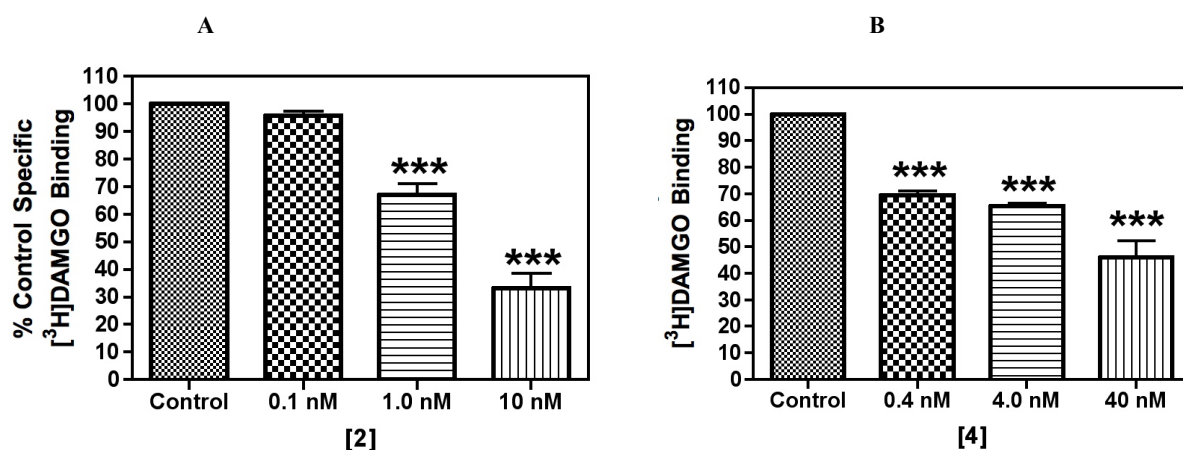 A
B
% Control Specific
[³H]DAMGO Binding
110
100
90
80
70
60
50
40
30
20
10
0
***
***
Control
0.1 nM
1.0 nM
10 nM
[2]
[³H]DAMGO Binding
110
100
90
80
70
60
50
40
30
20
10
0
***
***
***
Control
0.4 nM
4.0 nM
40 nM
[4]